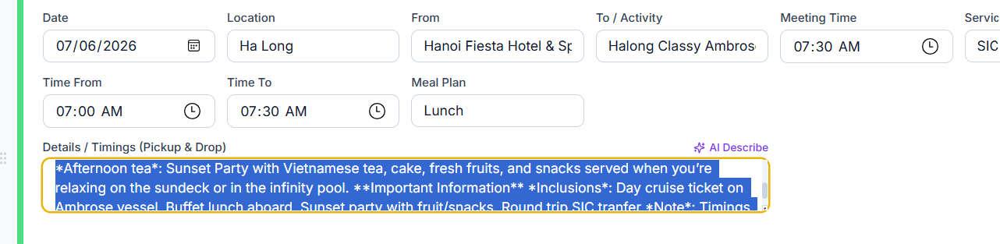 Date Location From To / Activity Meeting Time
07/06/2026 Ha Long Hanoi Fiesta Hotel & Halong Classy 07:30 AM SIC
Time From Time To Meal Plan
07:00 AM 07:30 AM Lunch
Details / Timings (Pickup & Drop) AI Describe
*Afternoon tea*: Sunset Party with Vietnamese tea, cake, fresh fruits, and snacks served when you're
relaxing on the sundeck or in the infinity pool. **Important Information** *Inclusions*: Day cruise ticket on
Ambrose vessel, Buffet lunch aboard, Sunset party with fruit/snacks, Round trip SIC tranfer *Note*: Timings